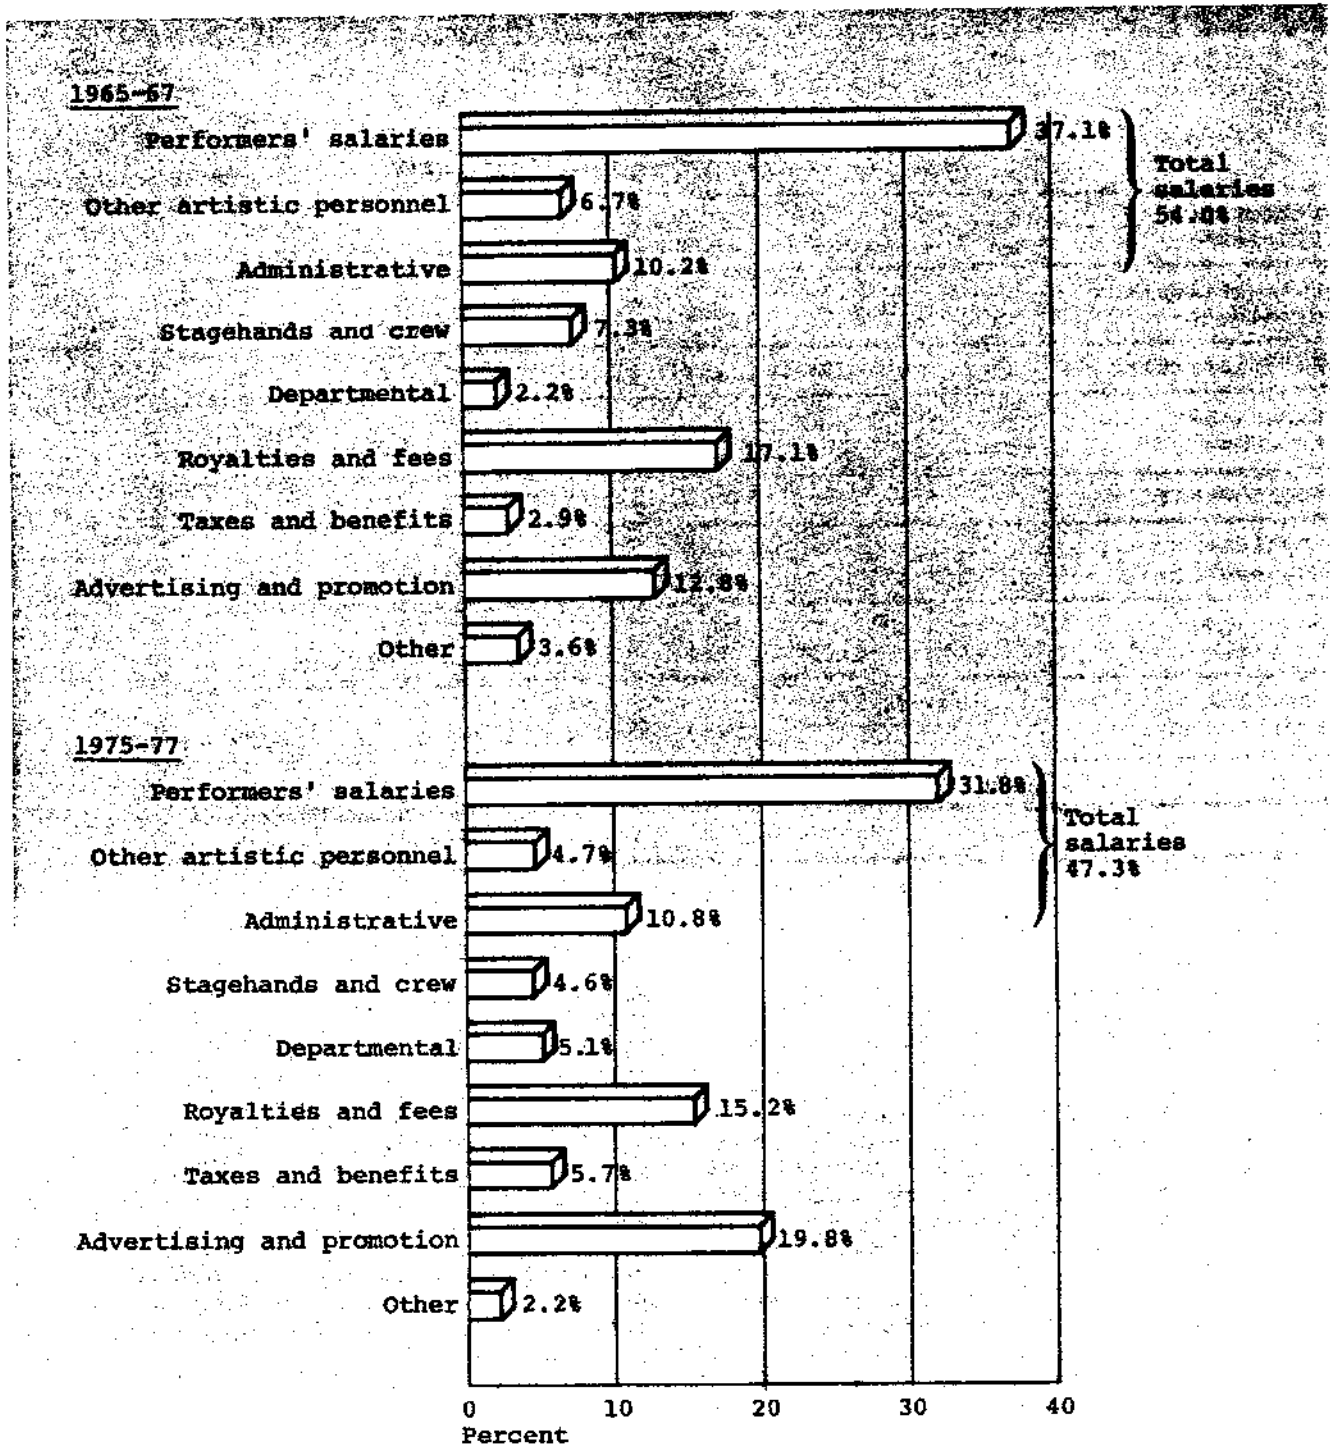 1965-67
Performers' salaries 37.1%
Other artistic personnel 6.7%
Administrative 10.2%
Total
salaries
54.0%
Stagehands and crew 7.3%
Departmental 2.2%
Royalties and fees 17.1%
Taxes and benefits 2.9%
Advertising and promotion 12.8%
Other 3.6%
1975-77
Performers' salaries 31.8%
Other artistic personnel 4.7%
Administrative 10.8%
Total
salaries
47.3%
Stagehands and crew 4.6%
Departmental 5.1%
Royalties and fees 15.2%
Taxes and benefits 5.7%
Advertising and promotion 19.8%
Other 2.2%
0 10 20 30 40
Percent